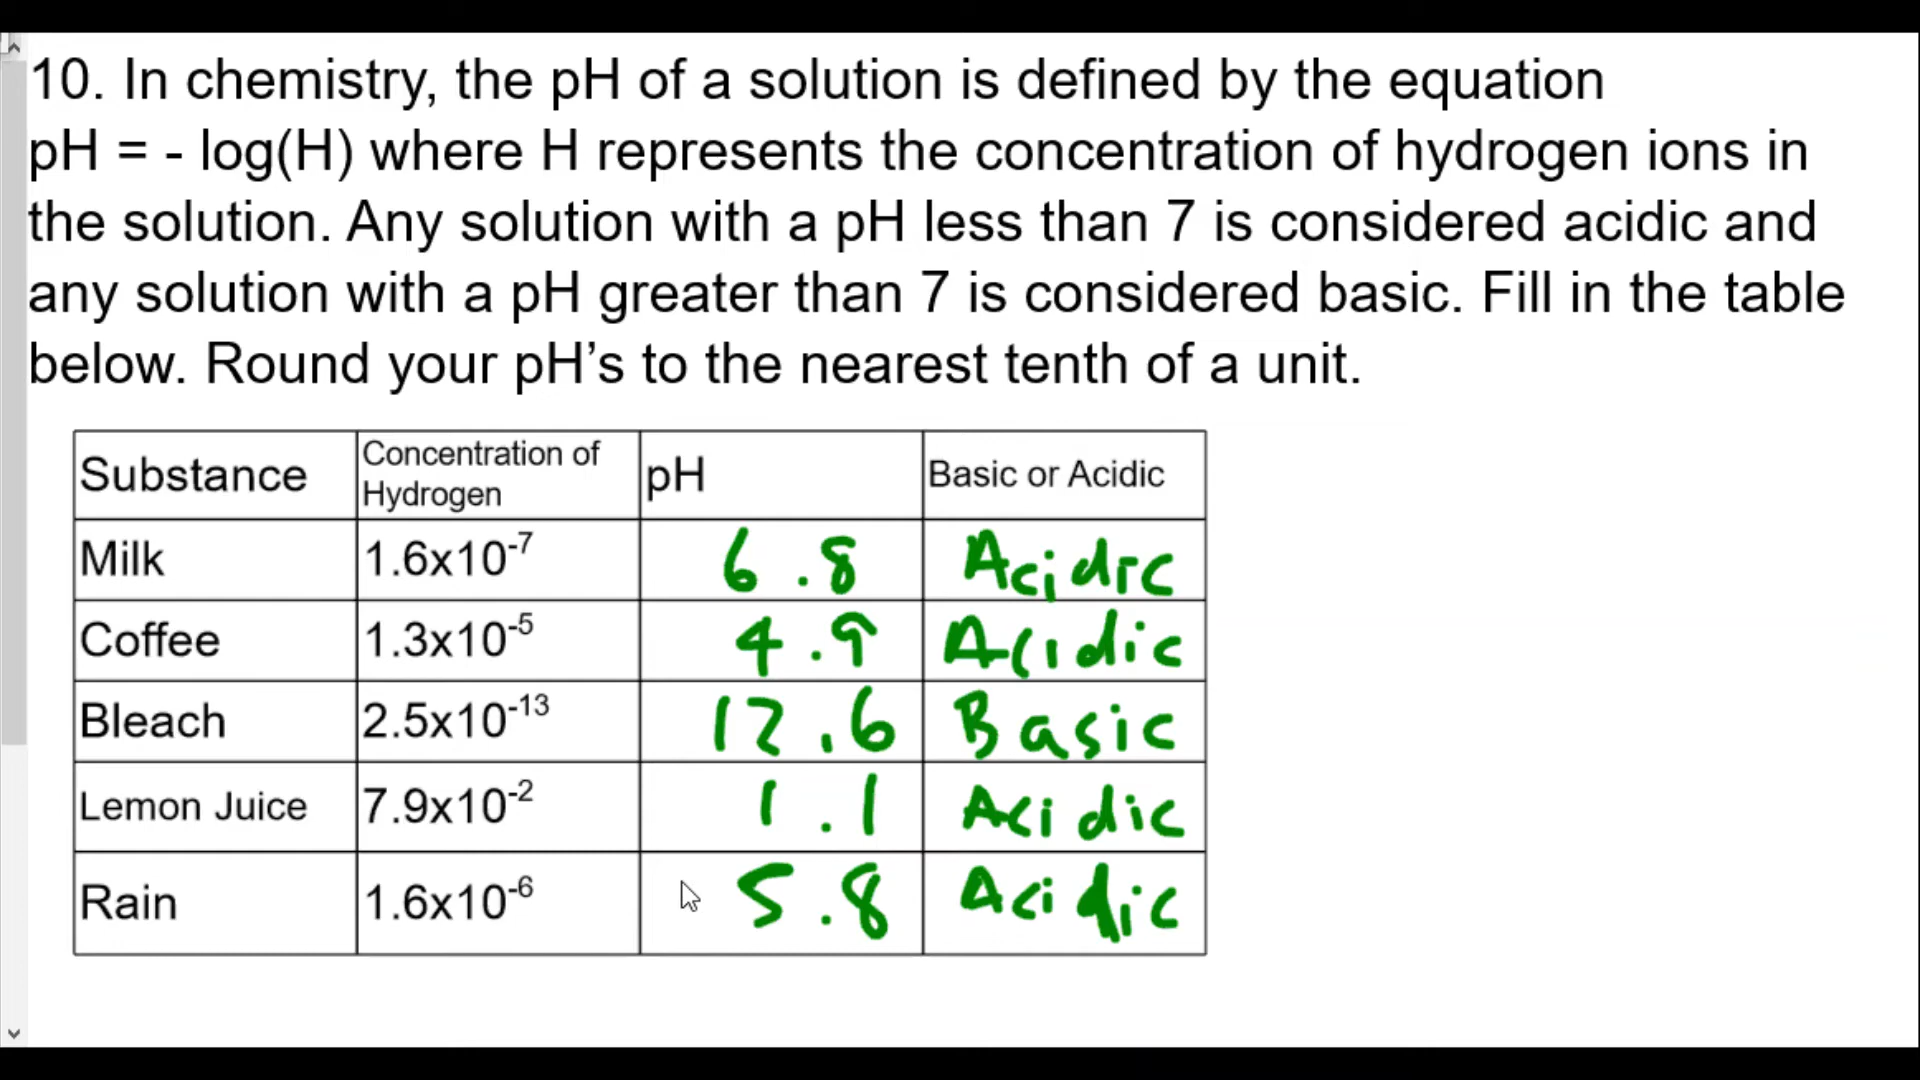 10. In chemistry, the pH of a solution is defined by the equation
pH = - log(H) where H represents the concentration of hydrogen ions in
the solution. Any solution with a pH less than 7 is considered acidic and
any solution with a pH greater than 7 is considered basic. Fill in the table
below. Round your pH’s to the nearest tenth of a unit.
Substance Concentration of Hydrogen pH Basic or Acidic
Milk 1.6x10⁻⁷ 6.8 Acidic
Coffee 1.3x10⁻⁵ 4.9 Acidic
Bleach 2.5x10⁻¹³ 12.6 Basic
Lemon Juice 7.9x10⁻² 1.1 Acidic
Rain 1.6x10⁻⁶ 5.8 Acidic